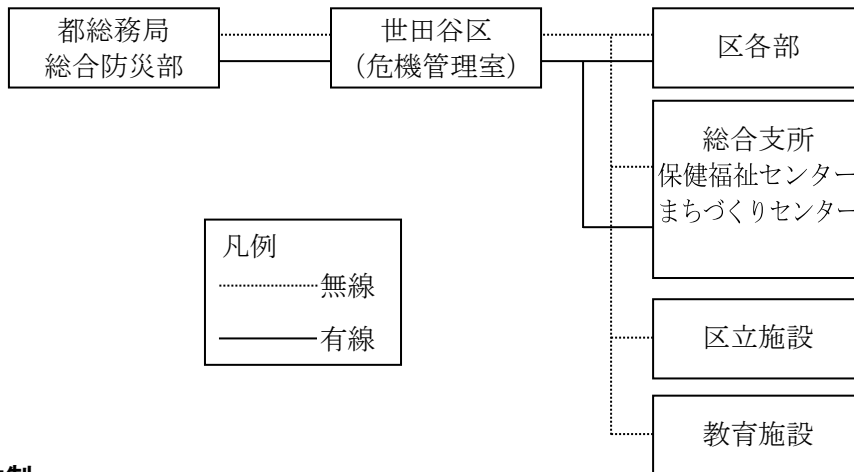 都総務局
総合防災部
世田谷区
（危機管理室）
区各部
総合支所
保健福祉センター
まちづくりセンター
凡例
無線
有線
区立施設
教育施設